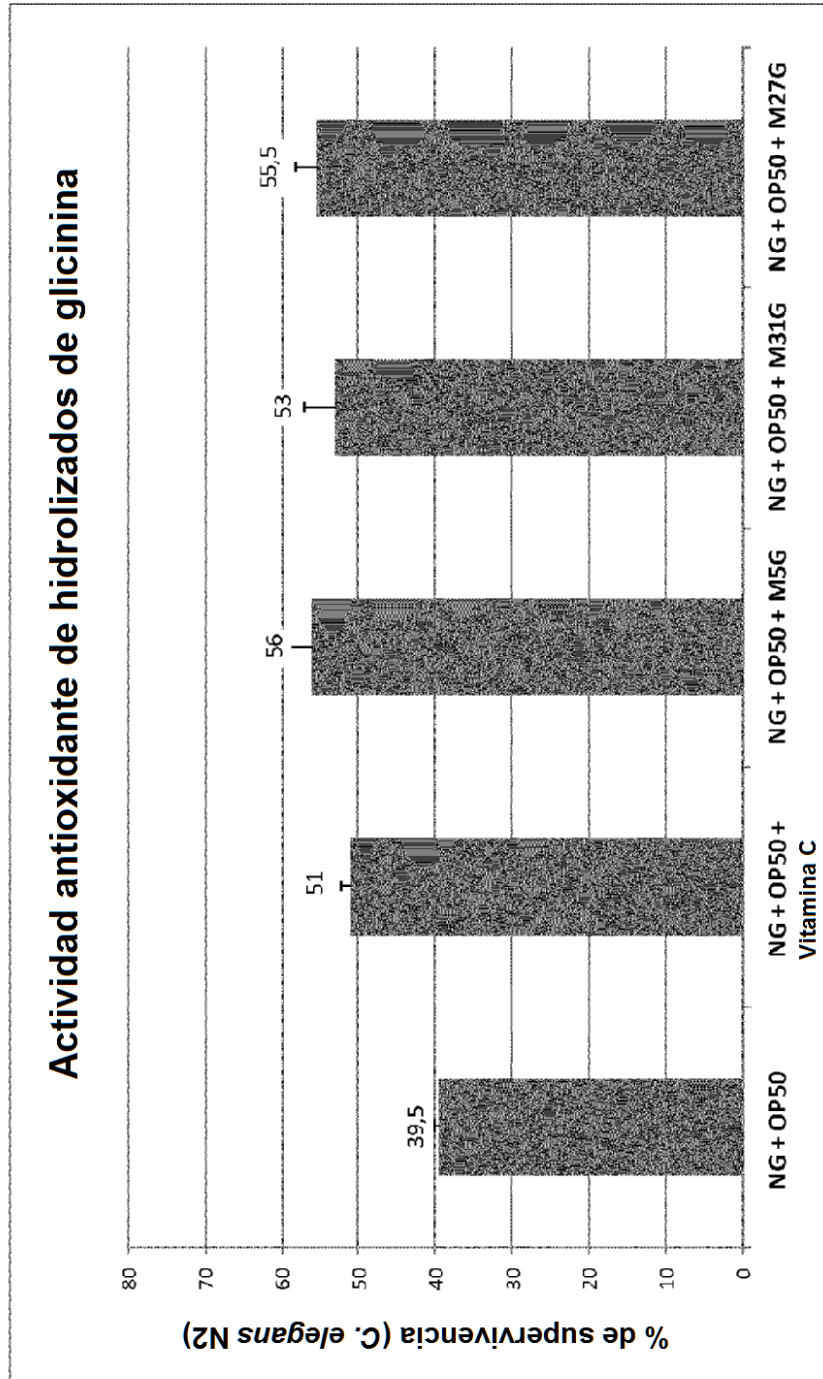 Actividad antioxidante de hidrolizados de glicinina
% de supervivencia (C. elegans N2)
80
70
60
50
40
30
20
10
0
39,5
51
56
53
55,5
NG + OP50
NG + OP50 +
Vitamina C
NG + OP50 + M5G
NG + OP50 + M31G
NG + OP50 + M27G